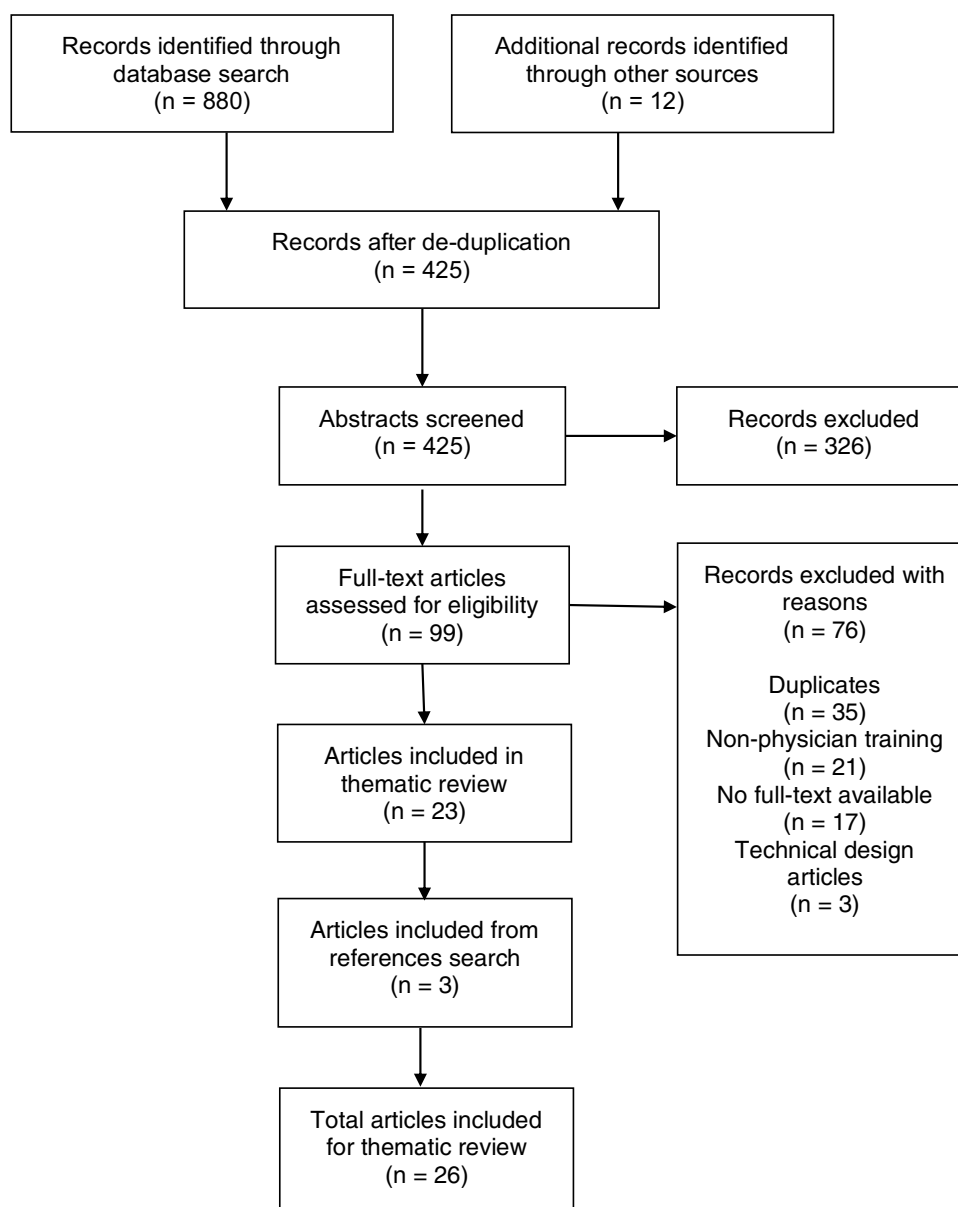 Records identified through
database search
(n = 880)
Additional records identified
through other sources
(n = 12)
Records after de-duplication
(n = 425)
Abstracts screened
(n = 425)
Records excluded
(n = 326)
Full-text articles
assessed for eligibility
(n = 99)
Records excluded with
reasons
(n = 76)
Duplicates
(n = 35)
Non-physician training
(n = 21)
No full-text available
(n = 17)
Technical design
articles
(n = 3)
Articles included in
thematic review
(n = 23)
Articles included from
references search
(n = 3)
Total articles included
for thematic review
(n = 26)